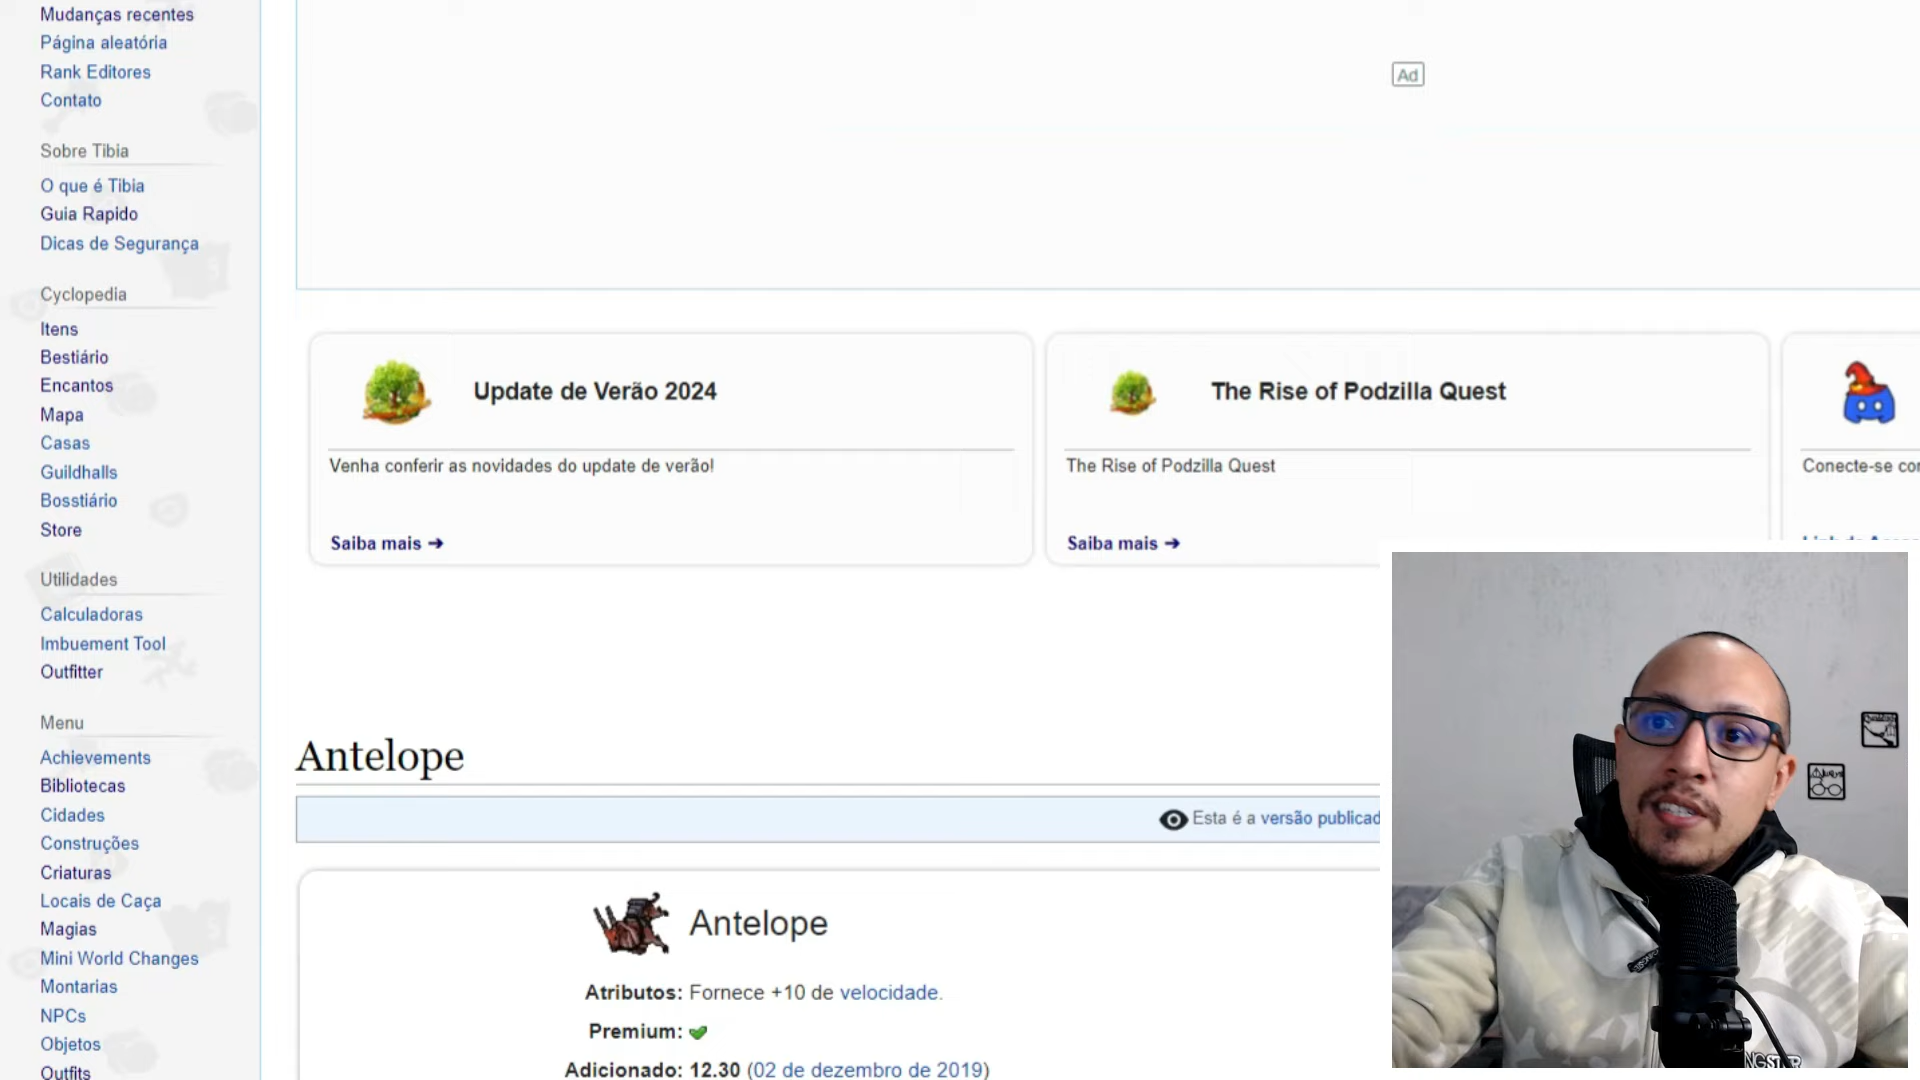 Mudanças recentes
Página aleatória
Rank Editores
Contato
Sobre Tibia
O que é Tibia
Guia Rapido
Dicas de Segurança
Cyclopedia
Itens
Bestiário
Encantos
Mapa
Casas
Guildhalls
Bosstiário
Store
Utilidades
Calculadoras
Imbuement Tool
Outfitter
Menu
Achievements
Bibliotecas
Cidades
Construções
Criaturas
Locais de Caça
Magias
Mini World Changes
Montarias
NPCs
Objetos
Outfits
Ad
Update de Verão 2024
Venha conferir as novidades do update de verão!
Saiba mais ➔
The Rise of Podzilla Quest
The Rise of Podzilla Quest
Saiba mais ➔
Conecte-se
Antelope
Esta é a versão publicad
Antelope
Atributos: Fornece +10 de velocidade.
Premium:
Adicionado: 12.30 (02 de dezembro de 2019)